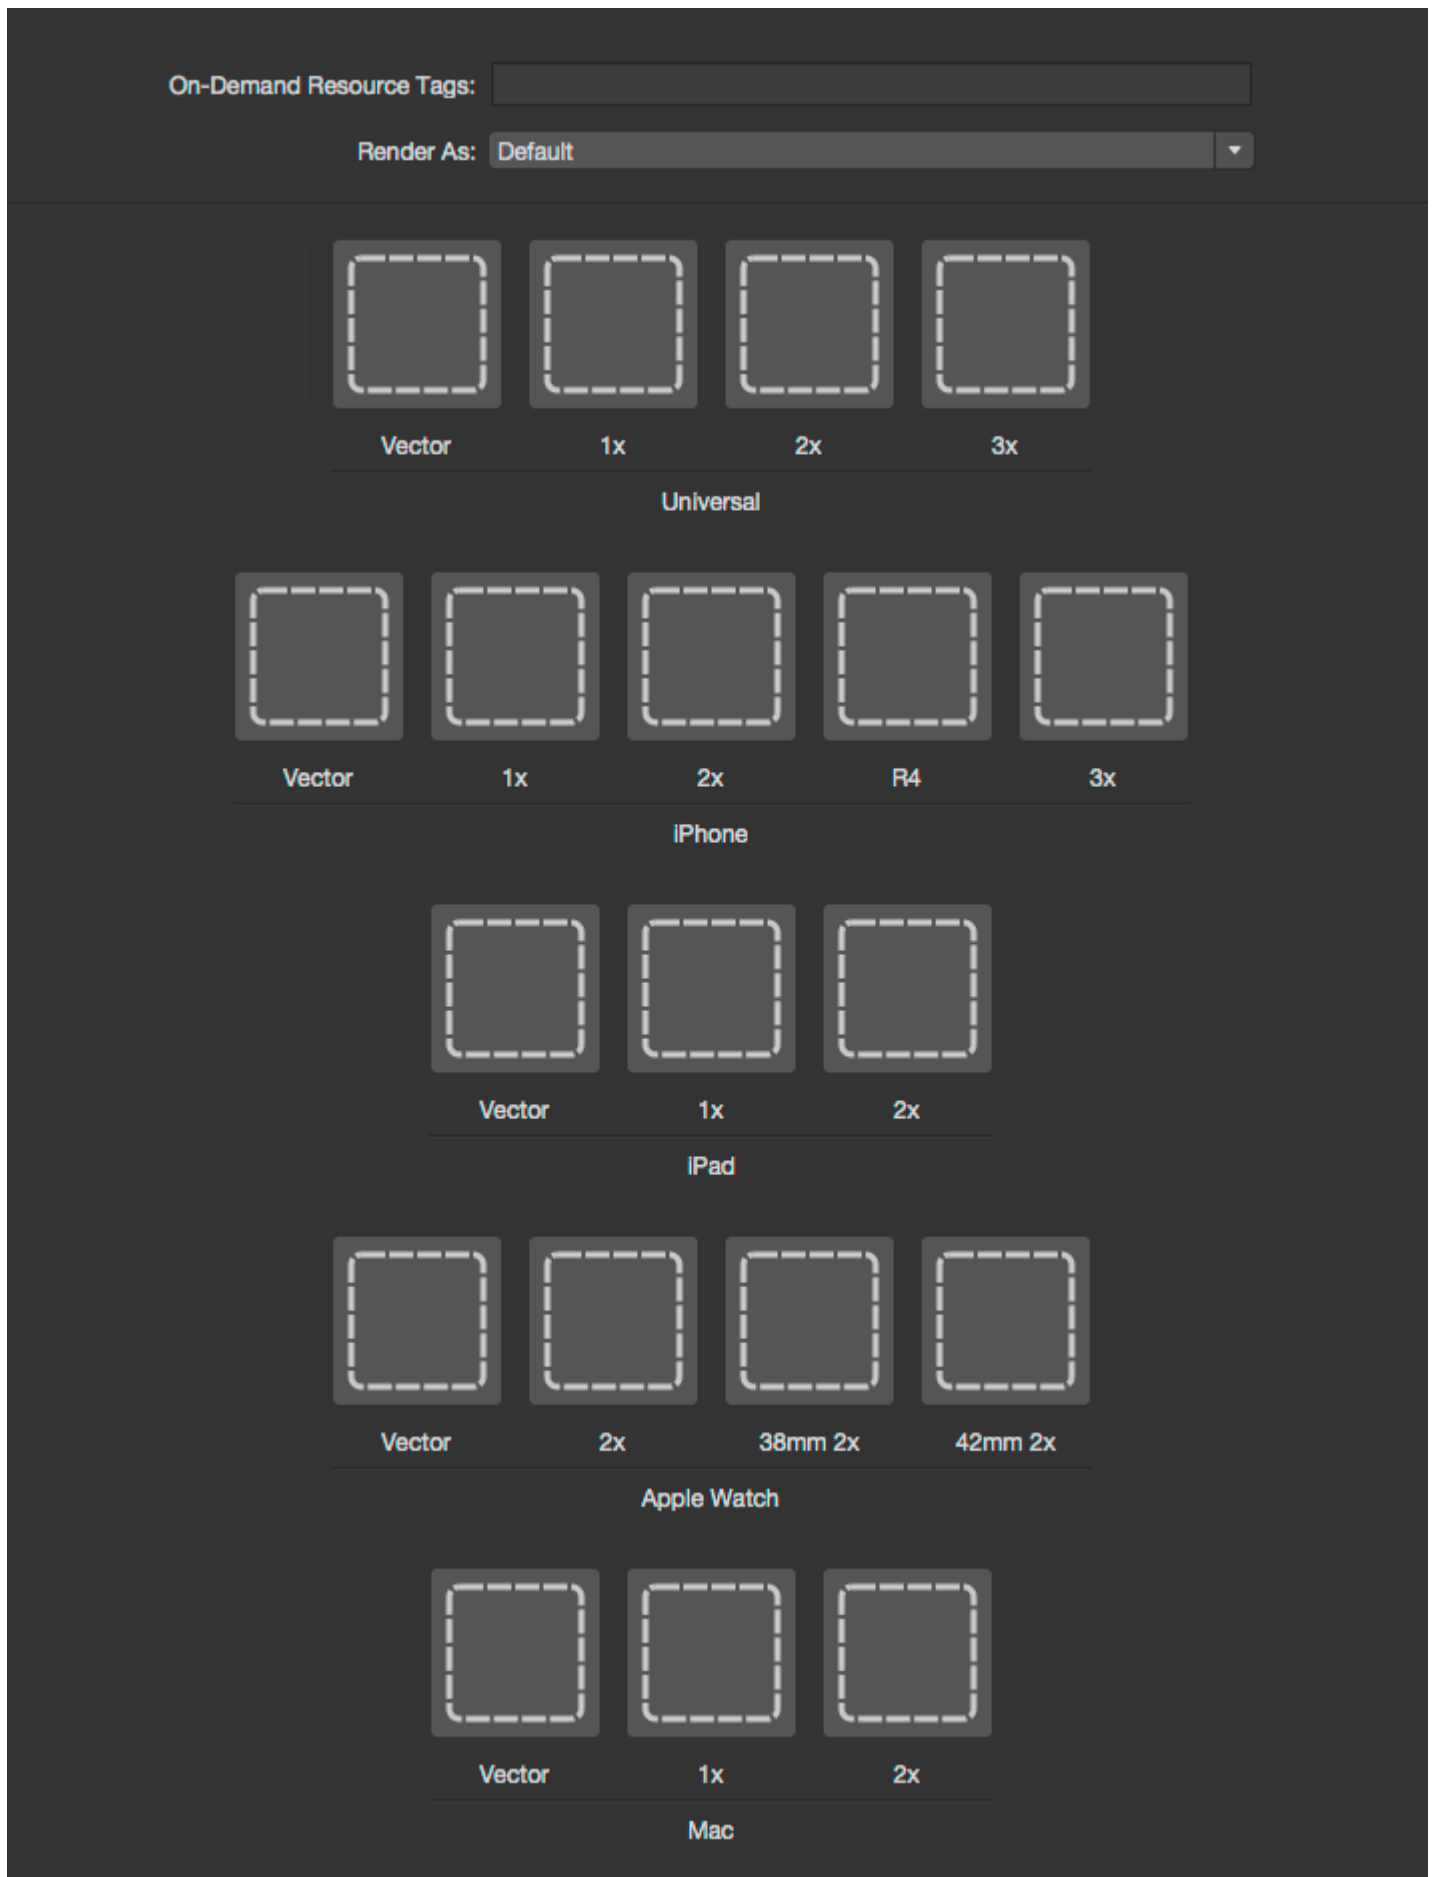 On-Demand Resource Tags:
Render As: Default
Vector 1x 2x 3x
Universal
Vector 1x 2x R4 3x
iPhone
Vector 1x 2x
iPad
Vector 2x 38mm 2x 42mm 2x
Apple Watch
Vector 1x 2x
Mac